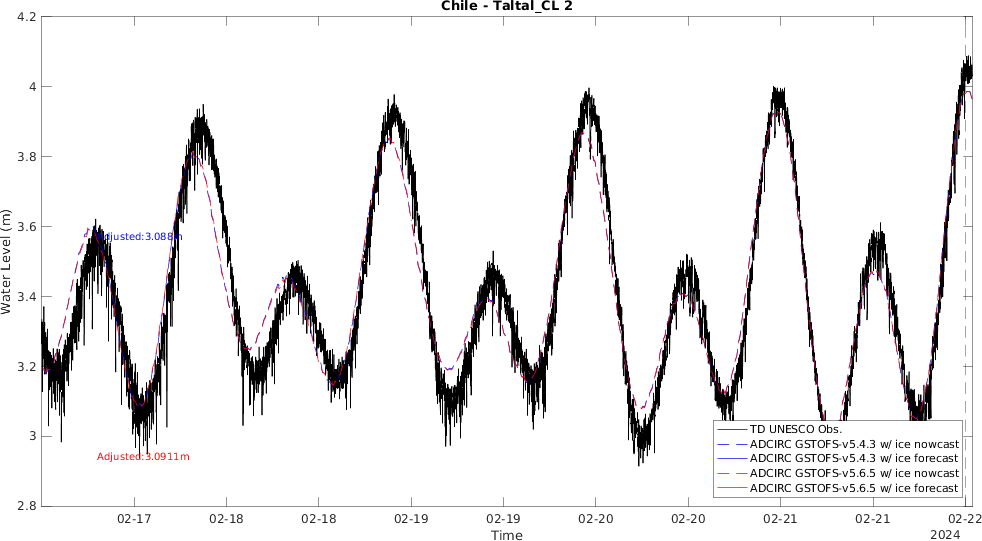 Chile - Taltal_CL 2
4.2
4
3.8
3.6
3.4
3.2
3
2.8
Water Level (m)
Adjusted:3.088m
Adjusted:3.0911m
TD UNESCO Obs.
ADCIRC GSTOFS-v5.4.3 w/ ice nowcast
ADCIRC GSTOFS-v5.4.3 w/ ice forecast
ADCIRC GSTOFS-v5.6.5 w/ ice nowcast
ADCIRC GSTOFS-v5.6.5 w/ ice forecast
02-17 02-18 02-18 02-19 02-19 02-20 02-20 02-21 02-21 02-22
Time
2024